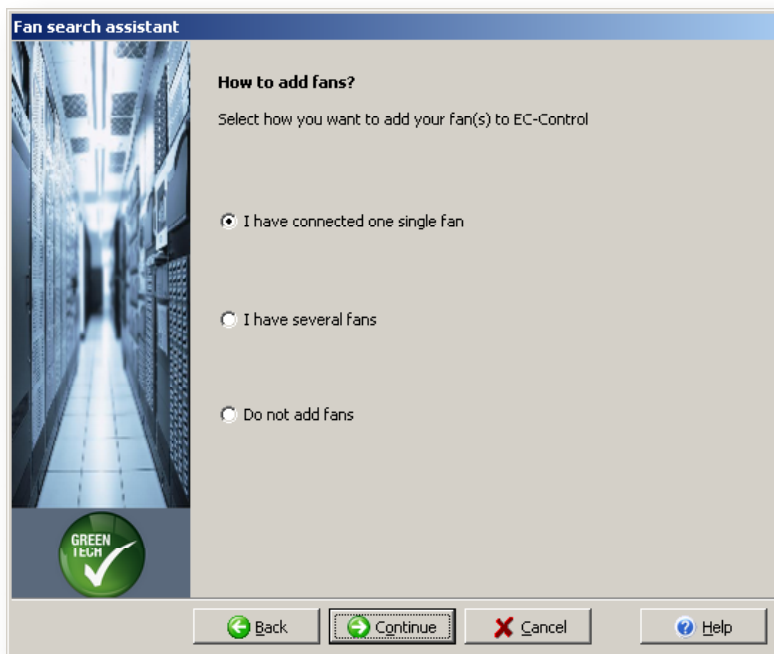 Fan search assistant
How to add fans?
Select how you want to add your fan(s) to EC-Control
I have connected one single fan
I have several fans
Do not add fans
GREEN
TECH
Back
Continue
Cancel
Help